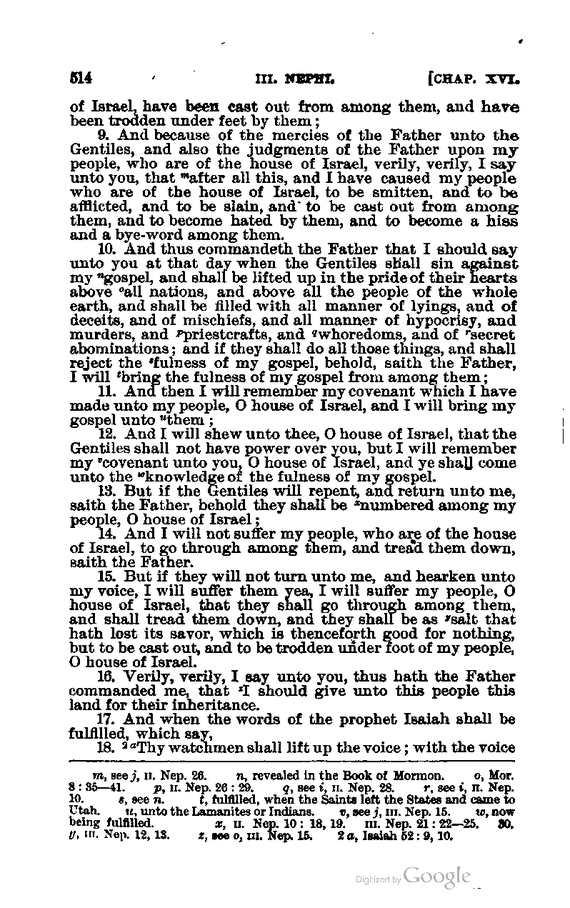 514 III. NEPHI. [CHAP. XVI.
of Israel, have been cast out from among them, and have
been trodden under feet by them;
9. And because of the mercies of the Father unto the
Gentiles, and also the judgments of the Father upon my
people, who are of the house of Israel, verily, verily, I say
unto you, that ᵐafter all this, and I have caused my people
who are of the house of Israel, to be smitten, and to be
afflicted, and to be slain, and to be cast out from among
them, and to become hated by them, and to become a hiss
and a bye-word among them.
10. And thus commandeth the Father that I should say
unto you at that day when the Gentiles shall sin against
my ⁿgospel, and shall be lifted up in the pride of their hearts
above ᵒall nations, and above all the people of the whole
earth, and shall be filled with all manner of lyings, and of
deceits, and of mischiefs, and all manner of hypocrisy, and
murders, and ᵖpriestcrafts, and qwhoredoms, and of ʳsecret
abominations; and if they shall do all those things, and shall
reject the ˢfulness of my gospel, behold, saith the Father,
I will ᵗbring the fulness of my gospel from among them;
11. And then I will remember my covenant which I have
made unto my people, O house of Israel, and I will bring my
gospel unto ᵘthem;
12. And I will shew unto thee, O house of Israel, that the
Gentiles shall not have power over you, but I will remember
my ᵛcovenant unto you, O house of Israel, and ye shall come
unto the ʷknowledge of the fulness of my gospel.
13. But if the Gentiles will repent, and return unto me,
saith the Father, behold they shall be ˣnumbered among my
people, O house of Israel;
14. And I will not suffer my people, who are of the house
of Israel, to go through among them, and tread them down,
saith the Father.
15. But if they will not turn unto me, and hearken unto
my voice, I will suffer them yea, I will suffer my people, O
house of Israel, that they shall go through among them,
and shall tread them down, and they shall be as ʸsalt that
hath lost its savor, which is thenceforth good for nothing,
but to be cast out, and to be trodden under foot of my people,
O house of Israel.
16. Verily, verily, I say unto you, thus hath the Father
commanded me, that ᶻI should give unto this people this
land for their inheritance.
17. And when the words of the prophet Isaiah shall be
fulfilled, which say,
18. ²ᵃThy watchmen shall lift up the voice; with the voice
m, see j, II. Nep. 26. n, revealed in the Book of Mormon. o, Mor.
8:35—41. p, II. Nep. 26:29. q, see i, II. Nep. 28. r, see i, II. Nep.
10. s, see n. t, fulfilled, when the Saints left the States and came to
Utah. u, unto the Lamanites or Indians. v, see j, III. Nep. 15. w, now
being fulfilled. x, II. Nep. 10:18, 19. III. Nep. 21:22—25. 30.
y, III. Nep. 12, 13. z, see o, III. Nep. 15. 2 a, Isaiah 52:9, 10.
Digitized by Google